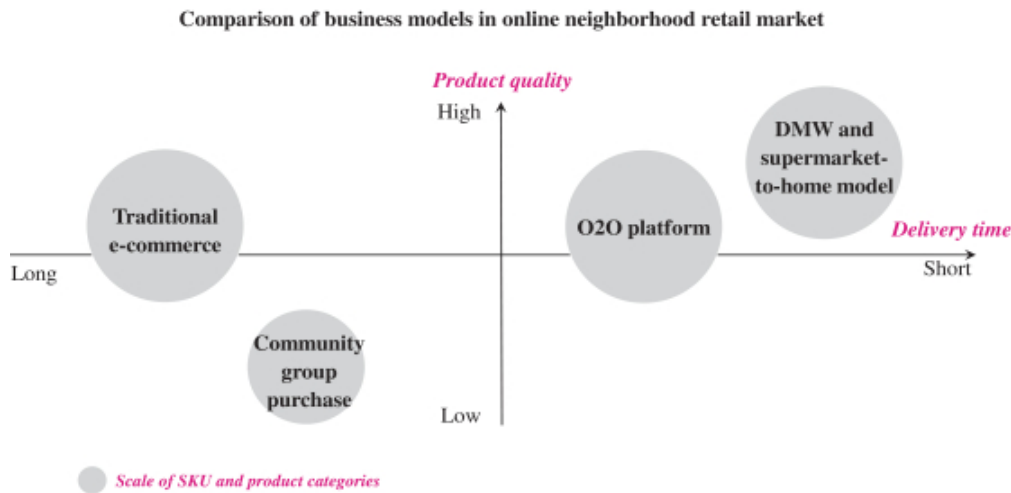 Comparison of business models in online neighborhood retail market
Product quality
High
DMW and
supermarket-
to-home model
Traditional
e-commerce
O2O platform
Delivery time
Long
Short
Community
group
purchase
Low
Scale of SKU and product categories